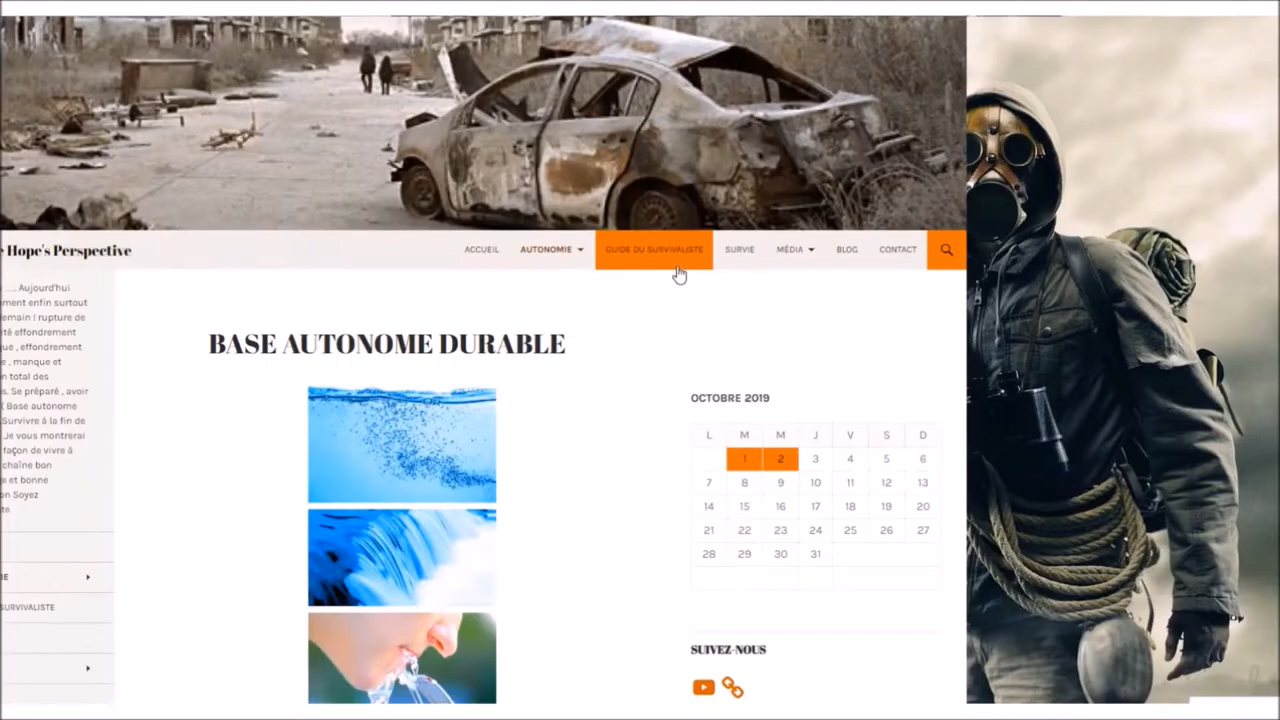 Hope's Perspective
ACCUEIL
AUTONOMIE
GUIDE DU SURVIVALISTE
SURVIE
MÉDIA
BLOG
CONTACT
.... Aujourd'hui
ment enfin surtout
emain ! rupture de
ité effondrement
que , effondrement
e , manque et
n total des
s. Se préparé , avoir
( Base autonome
Survivre à la fin de
,Je vous montrerai
façon de vivre à
chaîne bon
ge et bonne
on Soyez
te
IE
SURVIVALISTE
BASE AUTONOME DURABLE
OCTOBRE 2019
L M M J V S D
1 2 3 4 5 6
7 8 9 10 11 12 13
14 15 16 17 18 19 20
21 22 23 24 25 26 27
28 29 30 31
SUIVEZ-NOUS